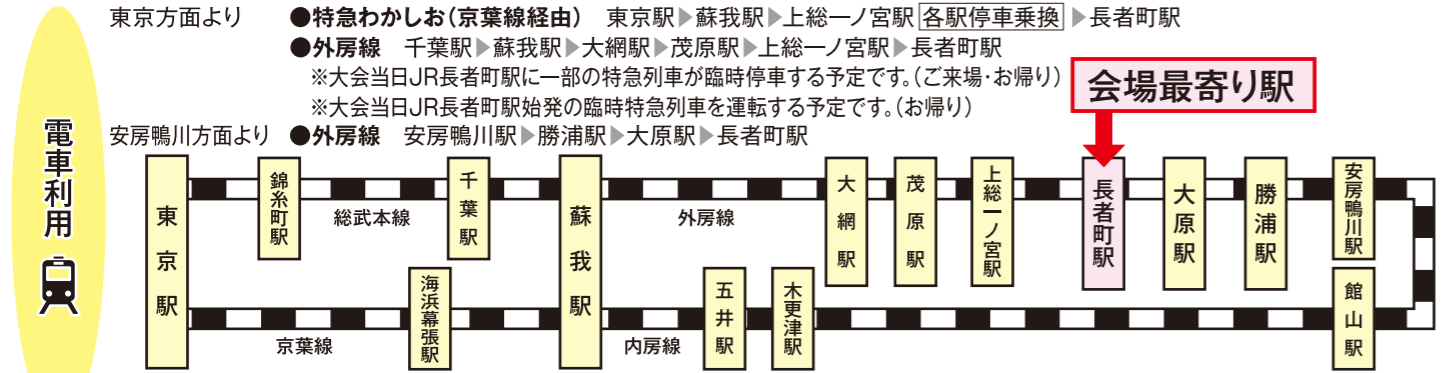 電車利用
東京方面より ●特急わかしお(京葉線経由) 東京駅▶蘇我駅▶上総一ノ宮駅 各駅停車乗換 ▶長者町駅
●外房線 千葉駅▶蘇我駅▶大網駅▶茂原駅▶上総一ノ宮駅▶長者町駅
※大会当日JR長者町駅に一部の特急列車が臨時停車する予定です。(ご来場・お帰り)
※大会当日JR長者町駅始発の臨時特急列車を運転する予定です。(お帰り)
会場最寄り駅
安房鴨川方面より ●外房線 安房鴨川駅▶勝浦駅▶大原駅▶長者町駅
東京駅
錦糸町駅
総武本線
千葉駅
蘇我駅
外房線
大網駅
茂原駅
上総一ノ宮駅
長者町駅
大原駅
勝浦駅
安房鴨川駅
京葉線
海浜幕張駅
内房線
五井駅
木更津駅
館山駅